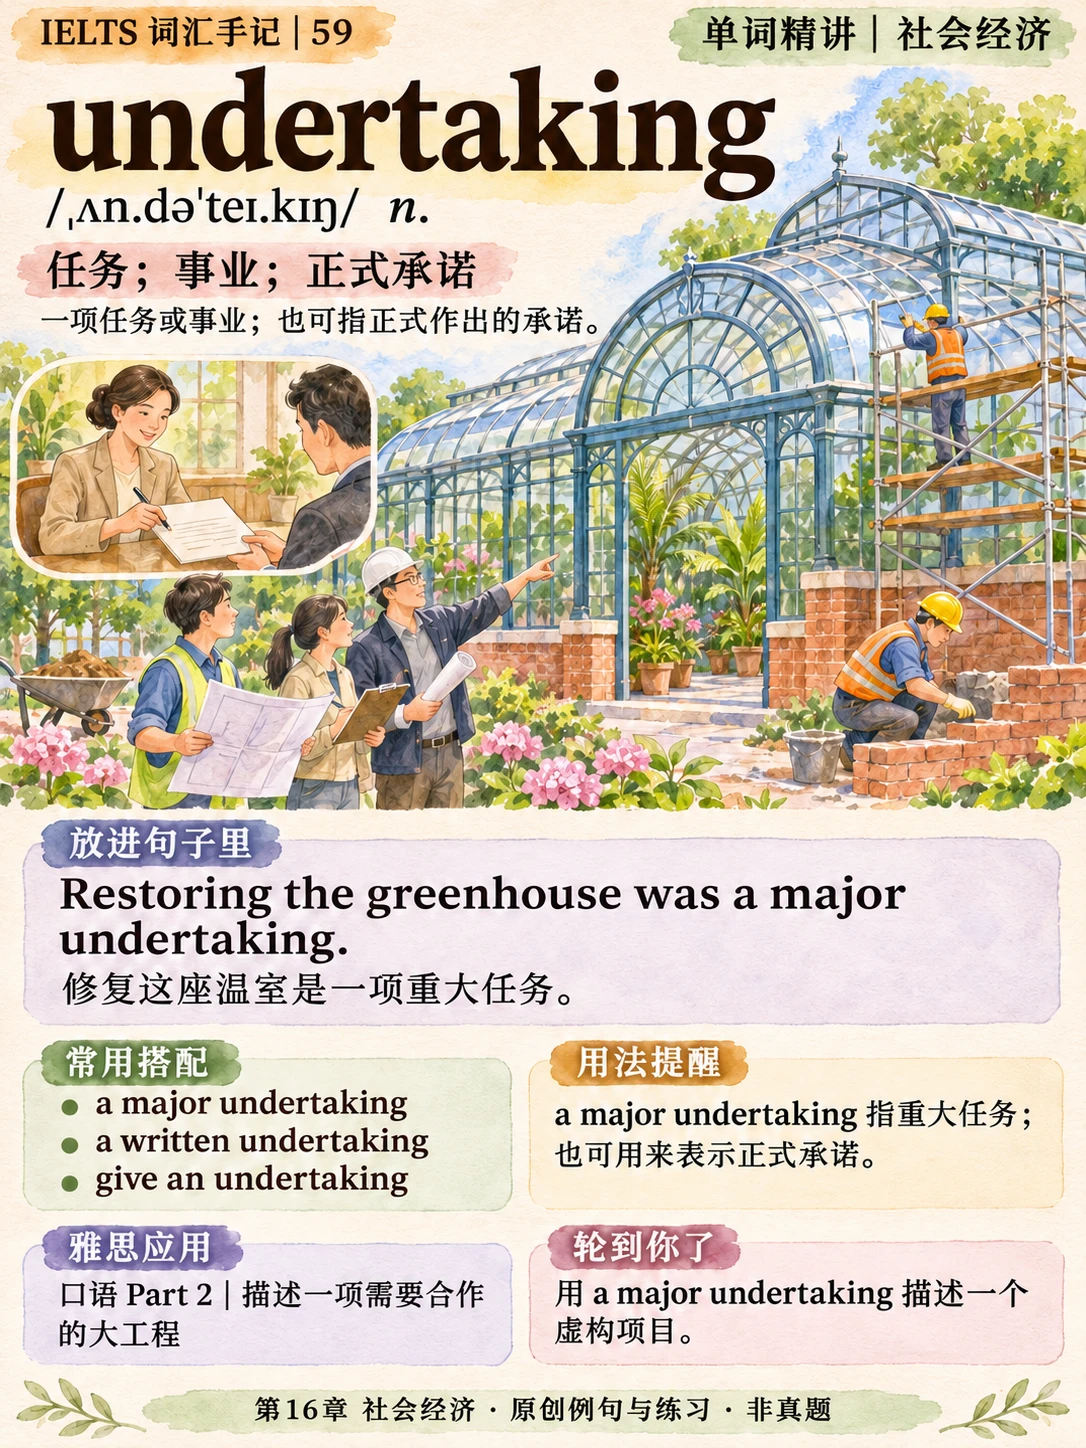 IELTS 词汇手记 | 59
单词精讲 | 社会经济
undertaking
/ˌʌn.dəˈteɪ.kɪŋ/ n.
任务；事业；正式承诺
一项任务或事业；也可指正式作出的承诺。
放进句子里
Restoring the greenhouse was a major
undertaking.
修复这座温室是一项重大任务。
常用搭配
a major undertaking
a written undertaking
give an undertaking
用法提醒
a major undertaking 指重大任务；
也可用来表示正式承诺。
雅思应用
口语 Part 2 | 描述一项需要合作
的大工程
轮到你了
用 a major undertaking 描述一个
虚构项目。
第16章 社会经济 · 原创例句与练习 · 非真题